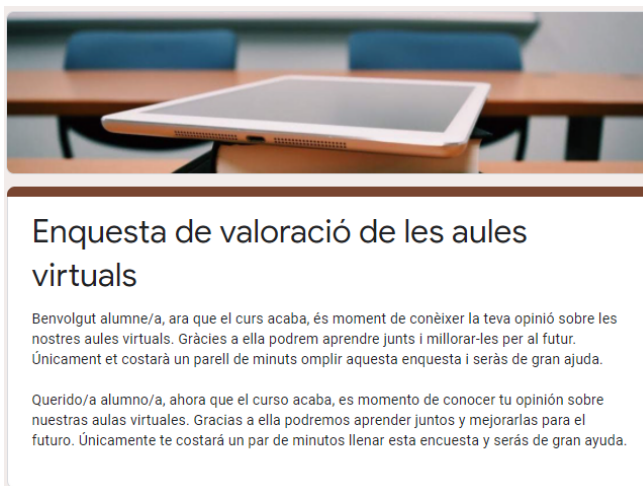 Enquesta de valoració de les aules
virtuals
Benvolgut alumne/a, ara que el curs acaba, és moment de conèixer la teva opinió sobre les
nostres aules virtuals. Gràcies a ella podrem aprendre junts i millorar-les per al futur.
Únicament et costarà un parell de minuts omplir aquesta enquesta i seràs de gran ajuda.
Querido/a alumno/a, ahora que el curso acaba, es momento de conocer tu opinión sobre
nuestras aulas virtuales. Gracias a ella podremos aprender juntos y mejorarlas para el
futuro. Únicamente te costará un par de minutos llenar esta encuesta y serás de gran ayuda.